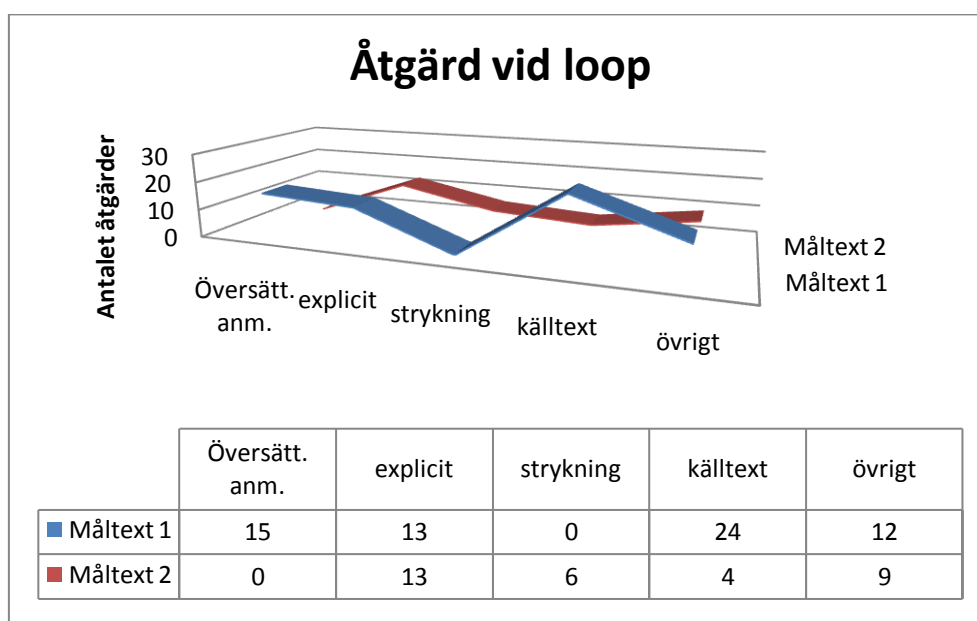 Åtgärd vid loop
Antalet åtgärder
30
20
10
0
Översätt.
anm.
explicit
strykning
källtext
övrigt
Måltext 2
Måltext 1
Översätt.
anm.
explicit
strykning
källtext
övrigt
Måltext 1 15 13 0 24 12
Måltext 2 0 13 6 4 9